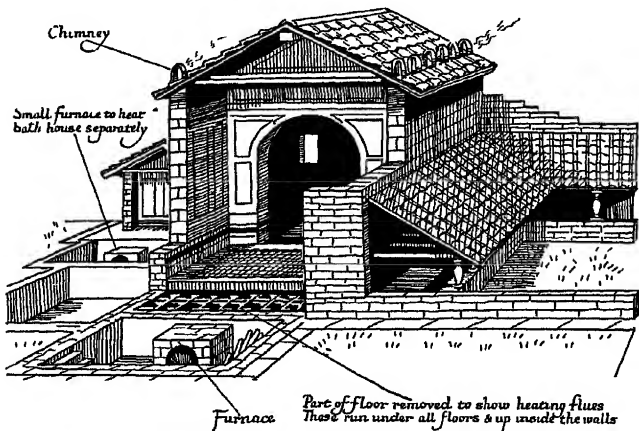 Chimney
Small furnace to heat
bath house separately
Furnace
Part of floor removed to show heating flues
These run under all floors & up inside the walls